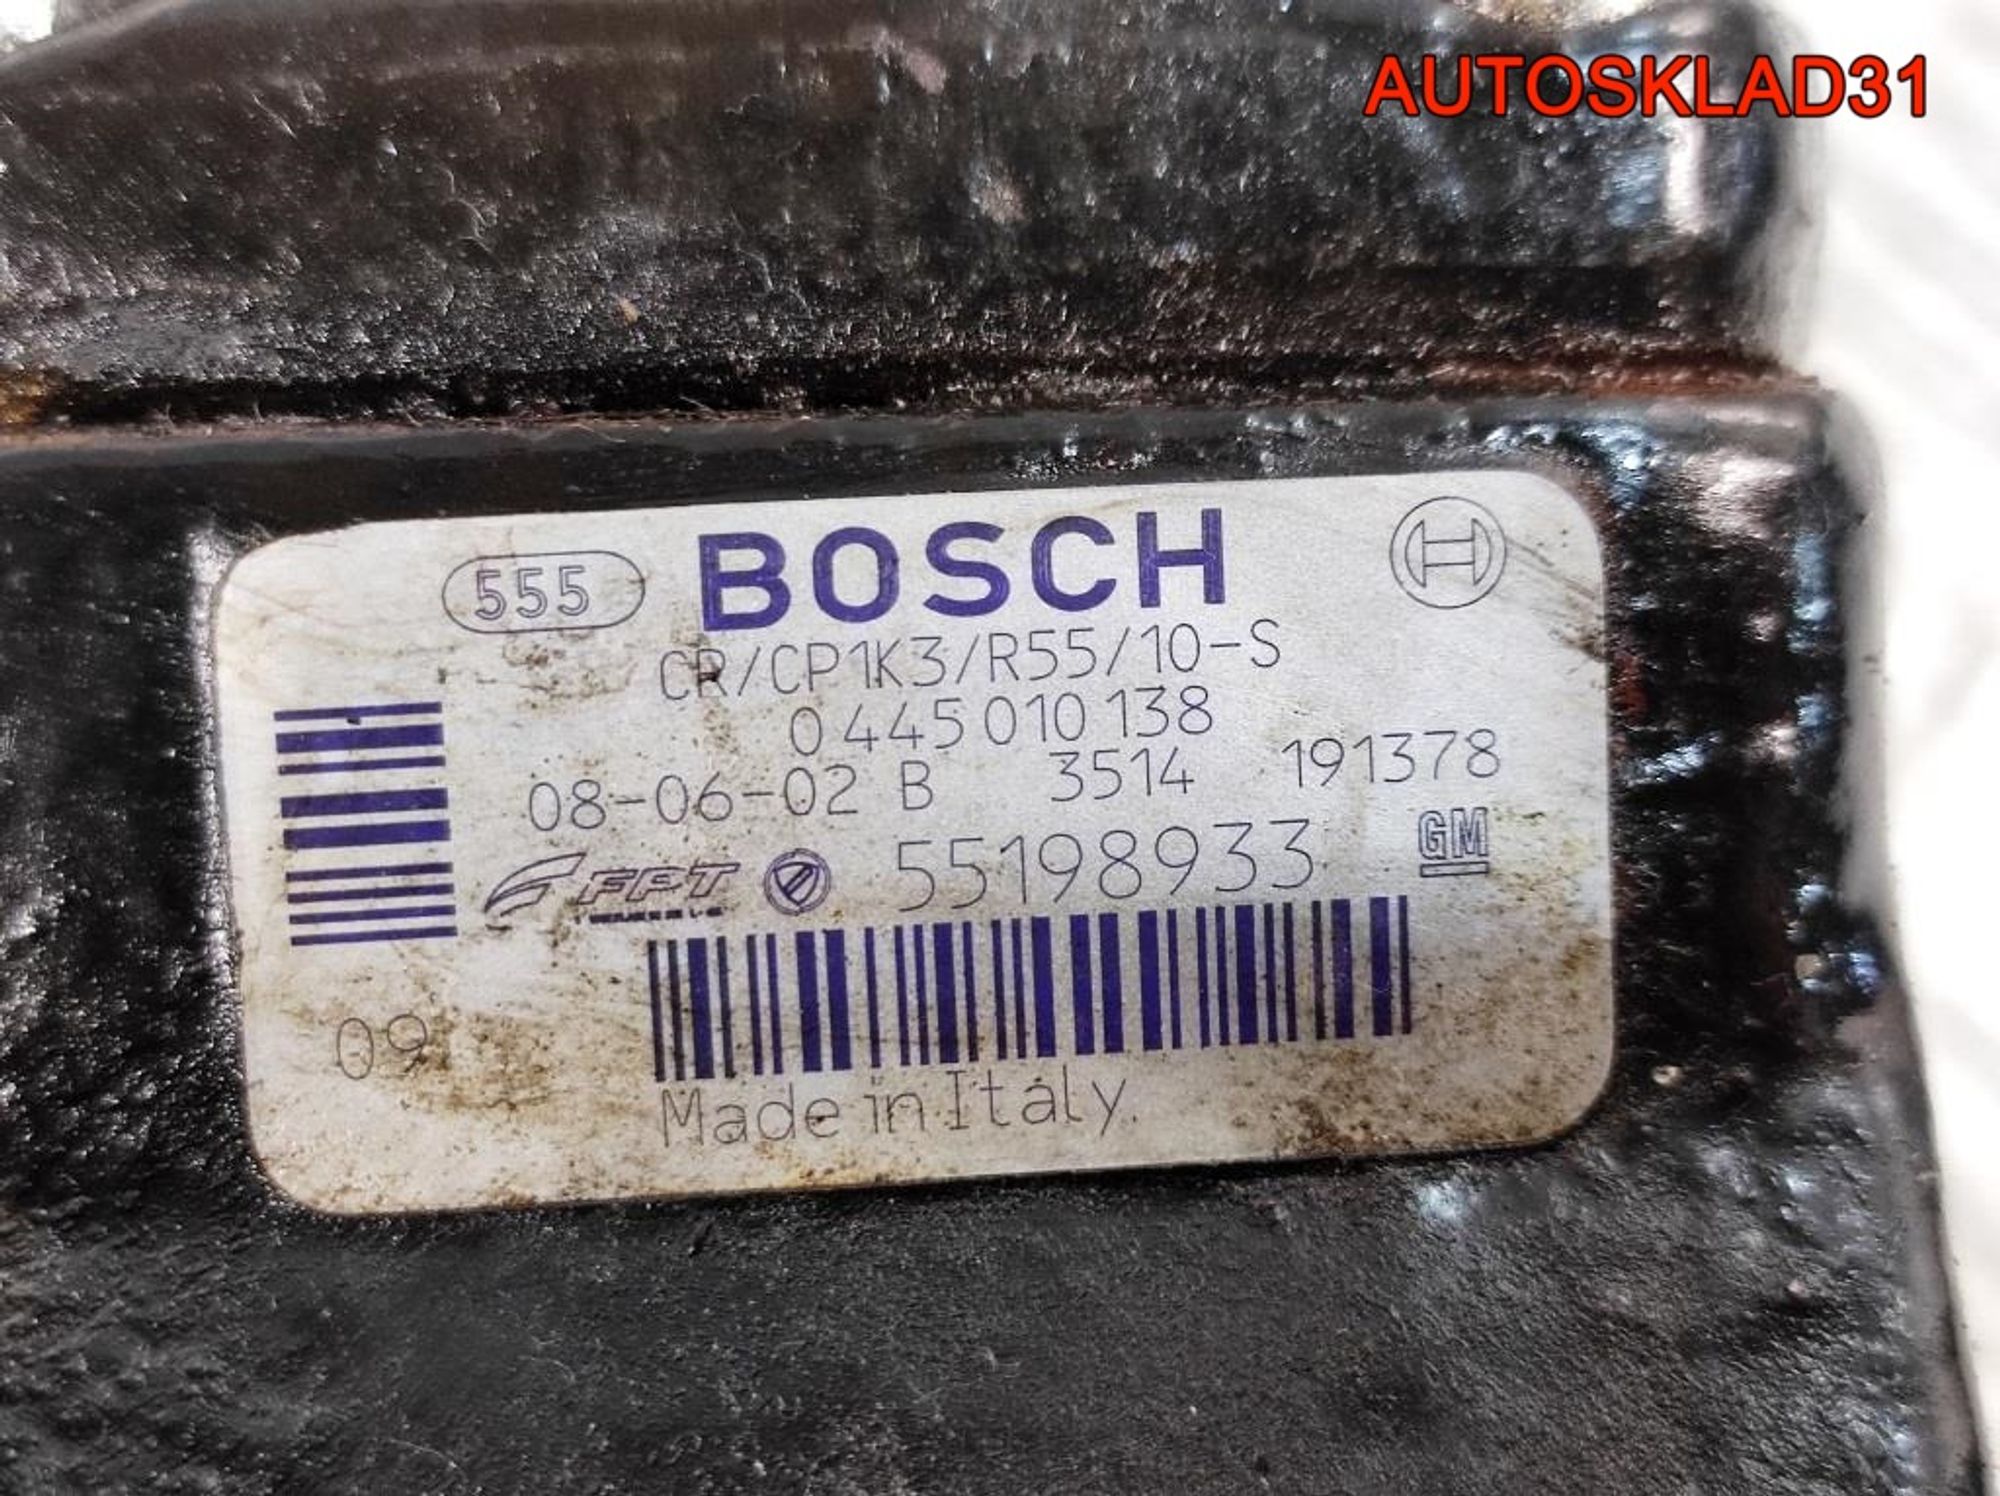 AUTOSKLAD31
555 BOSCH
CR/CP1K3/R55/10-S
0 445 010 138
08-06-02 B 3514 191378
FPT 55198933 GM
09
Made in Italy.